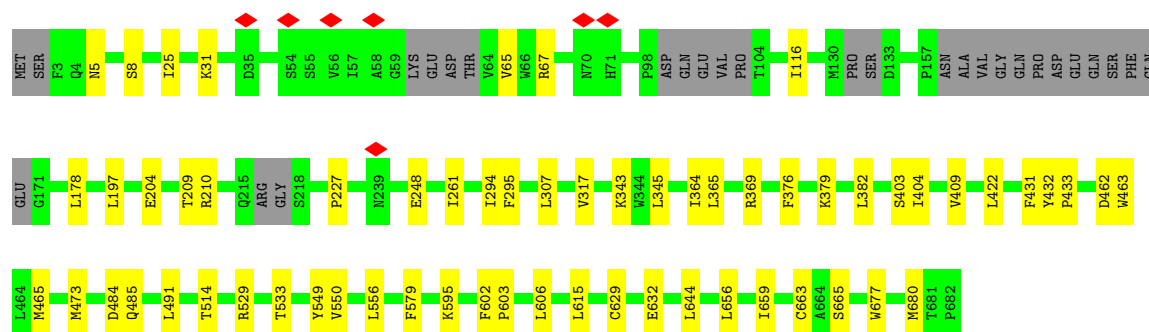 MET SER F3 Q4 N5 S8 I25 K31 D35 S54 S55 V56 I57 A58 G59 LYS GLU ASP THR V64 V65 W66 R67 N70 H71 P98 ASP GLN GLU VAL PRO T104 I116 M130 PRO SER D133 P157 ASN ALA VAL GLY GLN PRO ASP GLU GLN SER PHE GLN
GLU G171 L178 L197 E204 T209 R210 Q215 ARG GLY S218 P227 N239 E248 I261 I294 F295 L307 V317 K343 W344 L345 I364 L365 R369 F376 K379 L382 S403 I404 V409 L422 F431 Y432 P433 D462 W463
L464 M465 M473 D484 Q485 L491 T514 R529 T533 Y549 V550 L556 F579 K595 F602 P603 L606 L615 C629 E632 L644 L656 I659 C663 A664 S665 W677 M680 T681 P682